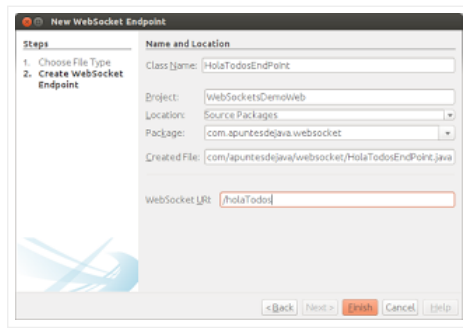 New WebSocket Endpoint
Steps
1. Choose File Type
2. Create WebSocket
Endpoint
Name and Location
Class Name: HolaTodosEndPoint
Project: WebSocketsDemoWeb
Location: Source Packages
Package: com.apuntesdejava.websocket
Created File: com/apuntesdejava/websocket/HolaTodosEndPoint.java
WebSocket URI: /holaTodos
< Back Next > Finish Cancel Help